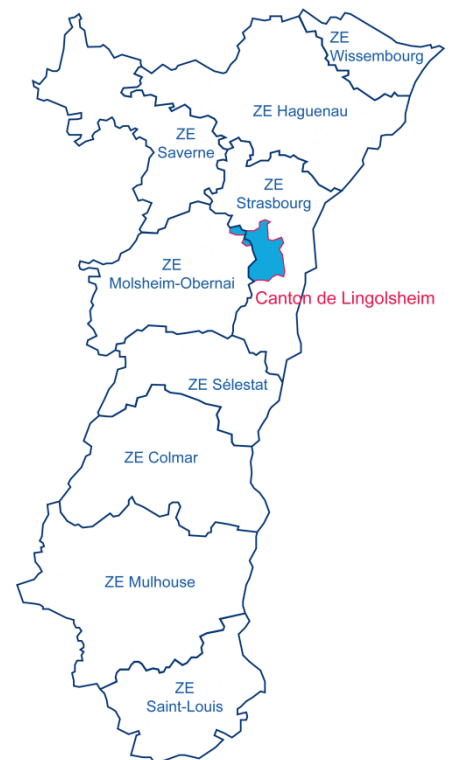 ZE
Wissembourg
ZE Haguenau
ZE
Saverne
ZE
Strasbourg
ZE
Molsheim-Obernai
Canton de Lingolsheim
ZE Sélestat
ZE Colmar
ZE Mulhouse
ZE
Saint-Louis